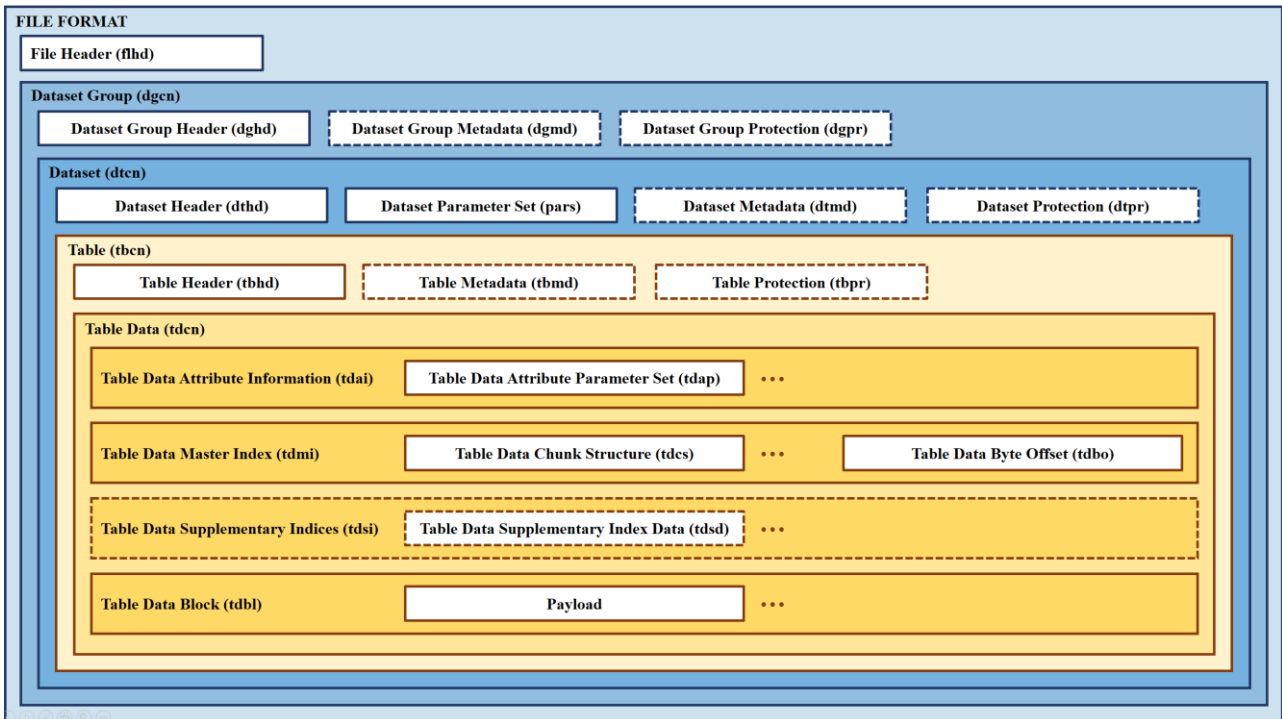 FILE FORMAT
File Header (flhd)
Dataset Group (dgcn)
Dataset Group Header (dghd)
Dataset Group Metadata (dgmd)
Dataset Group Protection (dgpr)
Dataset (dtcn)
Dataset Header (dthd)
Dataset Parameter Set (pars)
Dataset Metadata (dtmd)
Dataset Protection (dtpr)
Table (tbcn)
Table Header (tbhd)
Table Metadata (tbmd)
Table Protection (tbpr)
Table Data (tdcn)
Table Data Attribute Information (tdai)
Table Data Attribute Parameter Set (tdap)
...
Table Data Master Index (tdmi)
Table Data Chunk Structure (tdcs)
...
Table Data Byte Offset (tdbo)
Table Data Supplementary Indices (tdsi)
Table Data Supplementary Index Data (tdsd)
...
Table Data Block (tdbl)
Payload
...